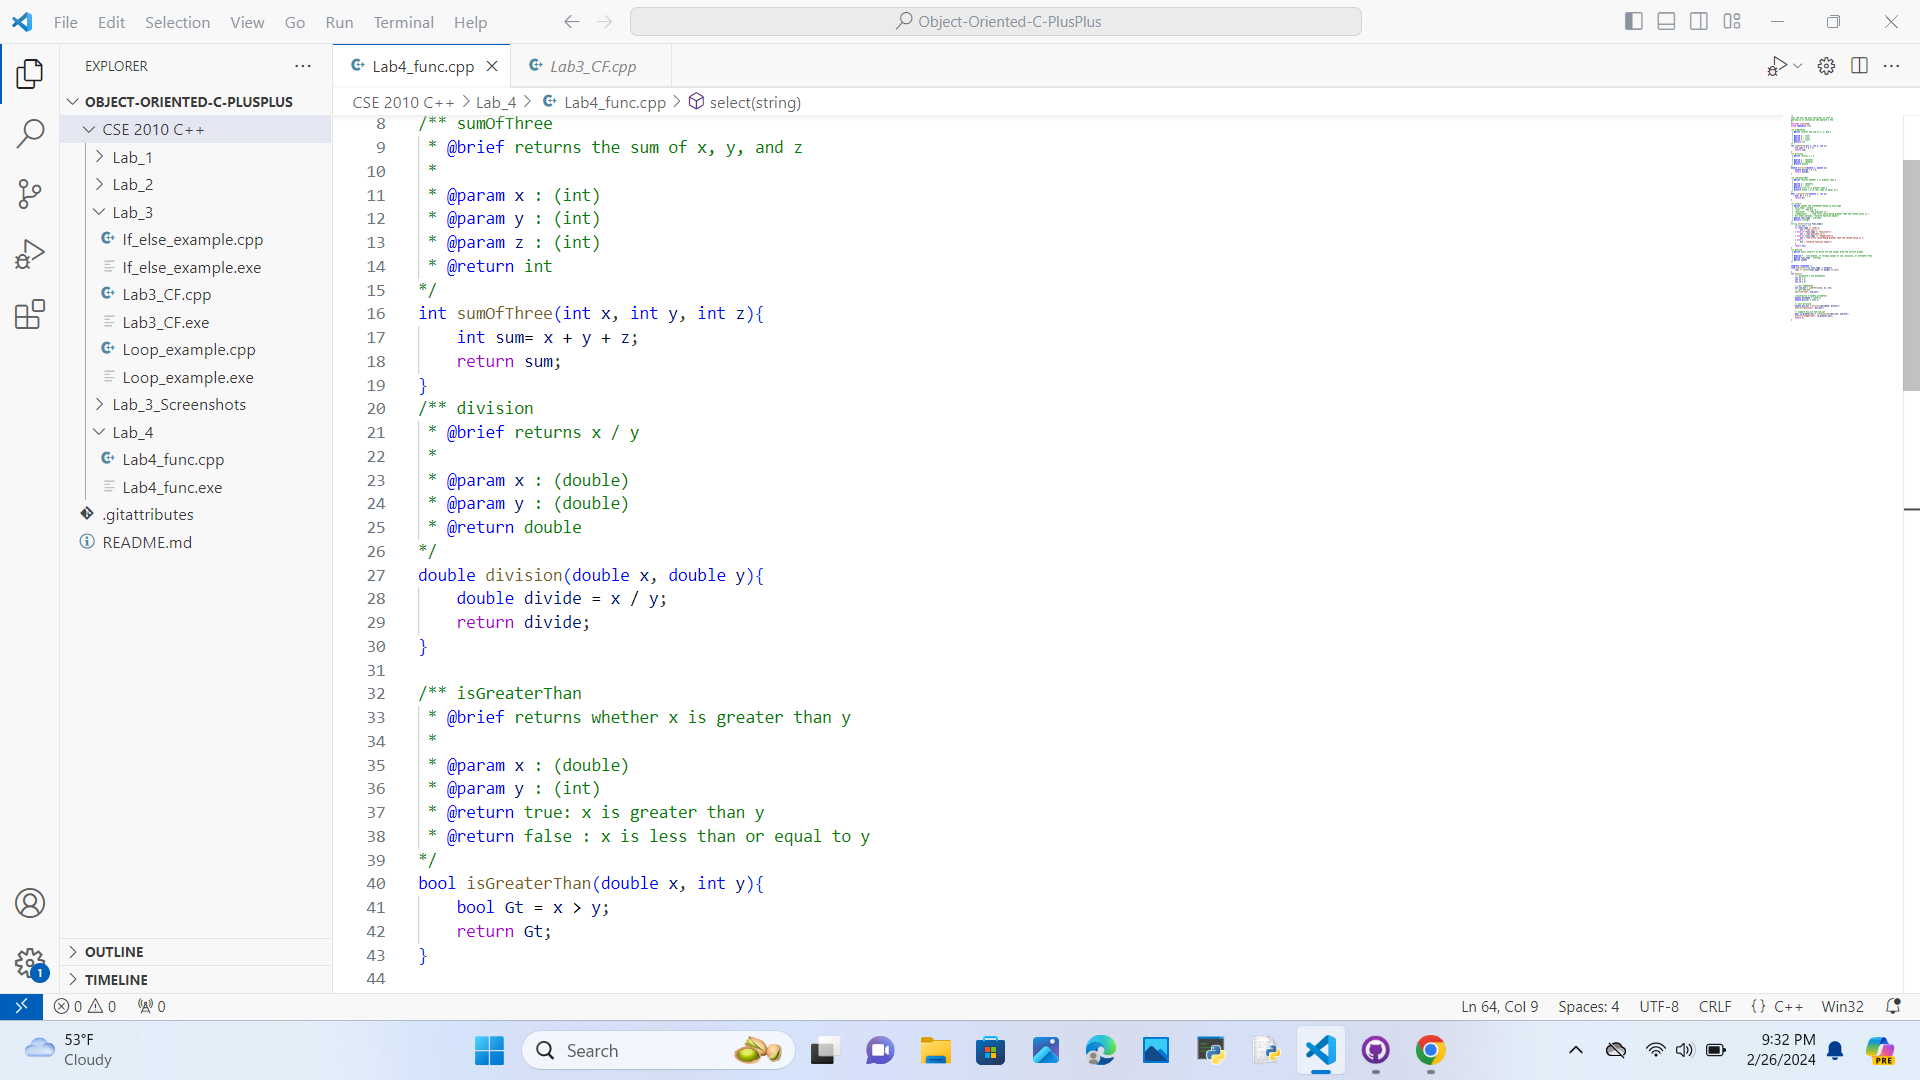 File Edit Selection View Go Run Terminal Help
Object-Oriented-C-PlusPlus
EXPLORER
OBJECT-ORIENTED-C-PLUSPLUS
CSE 2010 C++
Lab_1
Lab_2
Lab_3
If_else_example.cpp
If_else_example.exe
Lab3_CF.cpp
Lab3_CF.exe
Loop_example.cpp
Loop_example.exe
Lab_3_Screenshots
Lab_4
Lab4_func.cpp
Lab4_func.exe
.gitattributes
README.md
OUTLINE
TIMELINE
1
Lab4_func.cpp Lab3_CF.cpp
CSE 2010 C++ > Lab_4 > Lab4_func.cpp > select(string)
8 /** sumOfThree
9 * @brief returns the sum of x, y, and z
10 *
11 * @param x : (int)
12 * @param y : (int)
13 * @param z : (int)
14 * @return int
15 */
16 int sumOfThree(int x, int y, int z){
17 int sum= x + y + z;
18 return sum;
19 }
20 /** division
21 * @brief returns x / y
22 *
23 * @param x : (double)
24 * @param y : (double)
25 * @return double
26 */
27 double division(double x, double y){
28 double divide = x / y;
29 return divide;
30 }
31
32 /** isGreaterThan
33 * @brief returns whether x is greater than y
34 *
35 * @param x : (double)
36 * @param y : (int)
37 * @return true: x is greater than y
38 * @return false : x is less than or equal to y
39 */
40 bool isGreaterThan(double x, int y){
41 bool Gt = x > y;
42 return Gt;
43 }
44
0 0 0
Ln 64, Col 9 Spaces: 4 UTF-8 CRLF {} C++ Win32
53°F
Cloudy
Search
9:32 PM
2/26/2024
PRE